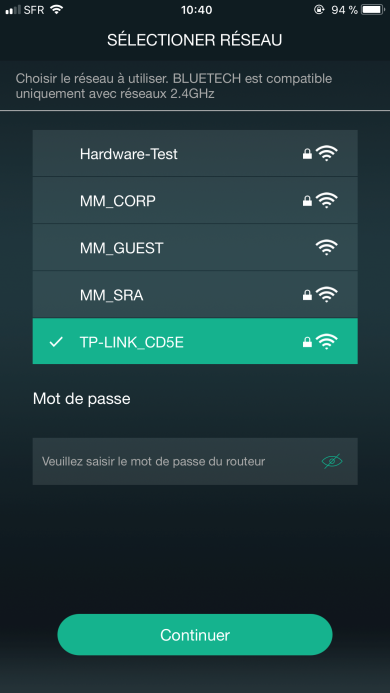 SFR 10:40 94 %
SÉLECTIONER RÉSEAU
Choisir le réseau à utiliser. BLUETECH est compatible
uniquement avec réseaux 2.4GHz
Hardware-Test
MM_CORP
MM_GUEST
MM_SRA
TP-LINK_CD5E
Mot de passe
Veuillez saisir le mot de passe du routeur
Continuer